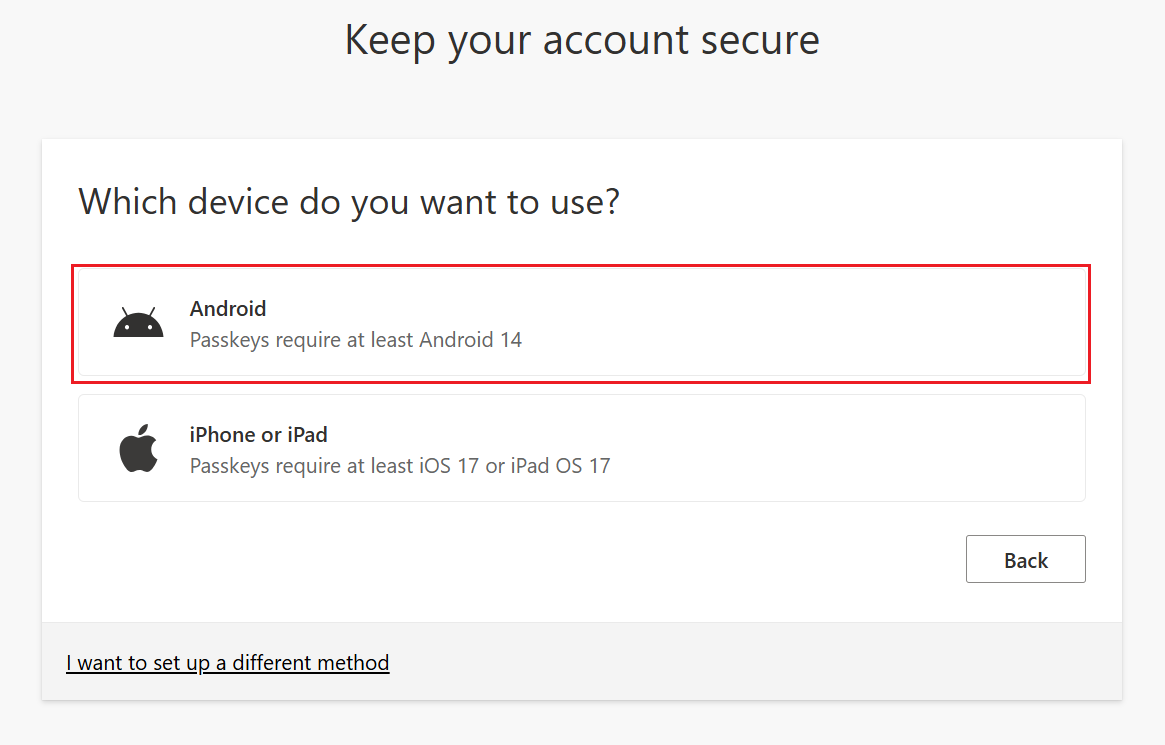 Keep your account secure
Which device do you want to use?
Android
Passkeys require at least Android 14
iPhone or iPad
Passkeys require at least iOS 17 or iPad OS 17
Back
I want to set up a different method